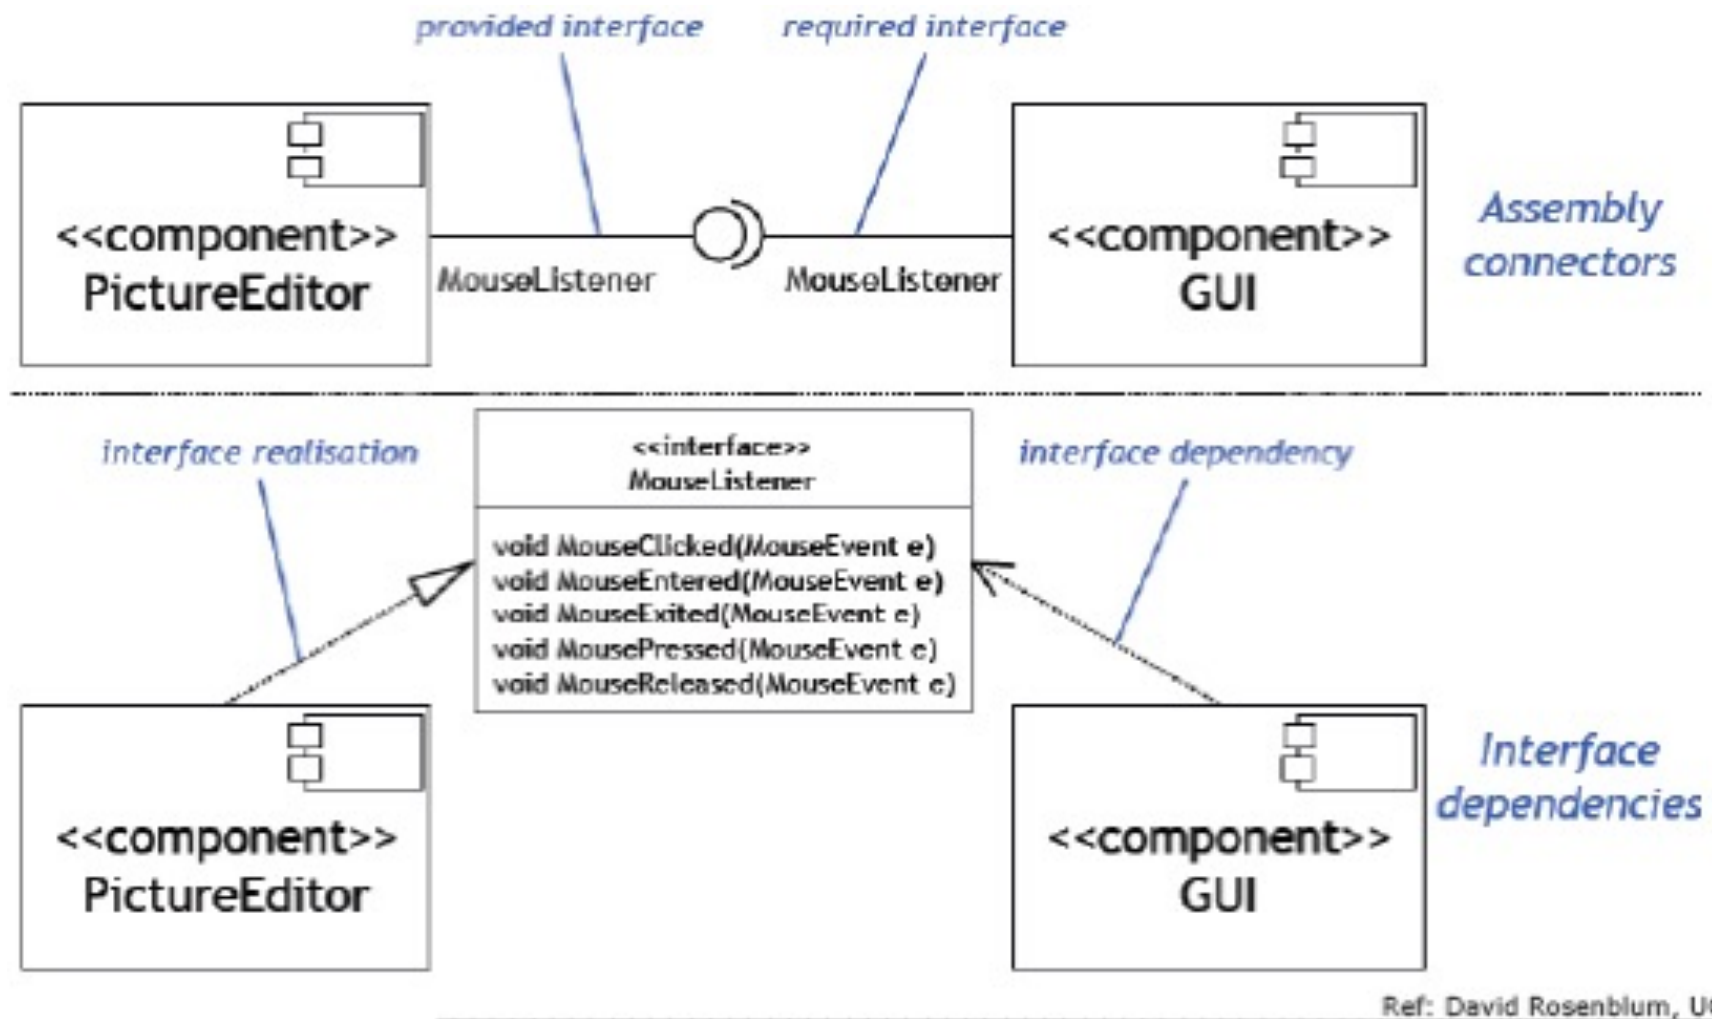 provided interface
required interface
<<component>>
PictureEditor
MouseListener
MouseListener
<<component>>
GUI
Assembly
connectors
interface realisation
<<interface>>
MouseListener
interface dependency
void MouseClicked(MouseEvent e)
void MouseEntered(MouseEvent e)
void MouseExited(MouseEvent e)
void MousePressed(MouseEvent e)
void MouseReleased(MouseEvent e)
<<component>>
PictureEditor
<<component>>
GUI
Interface
dependencies
Ref: David Rosenblum,